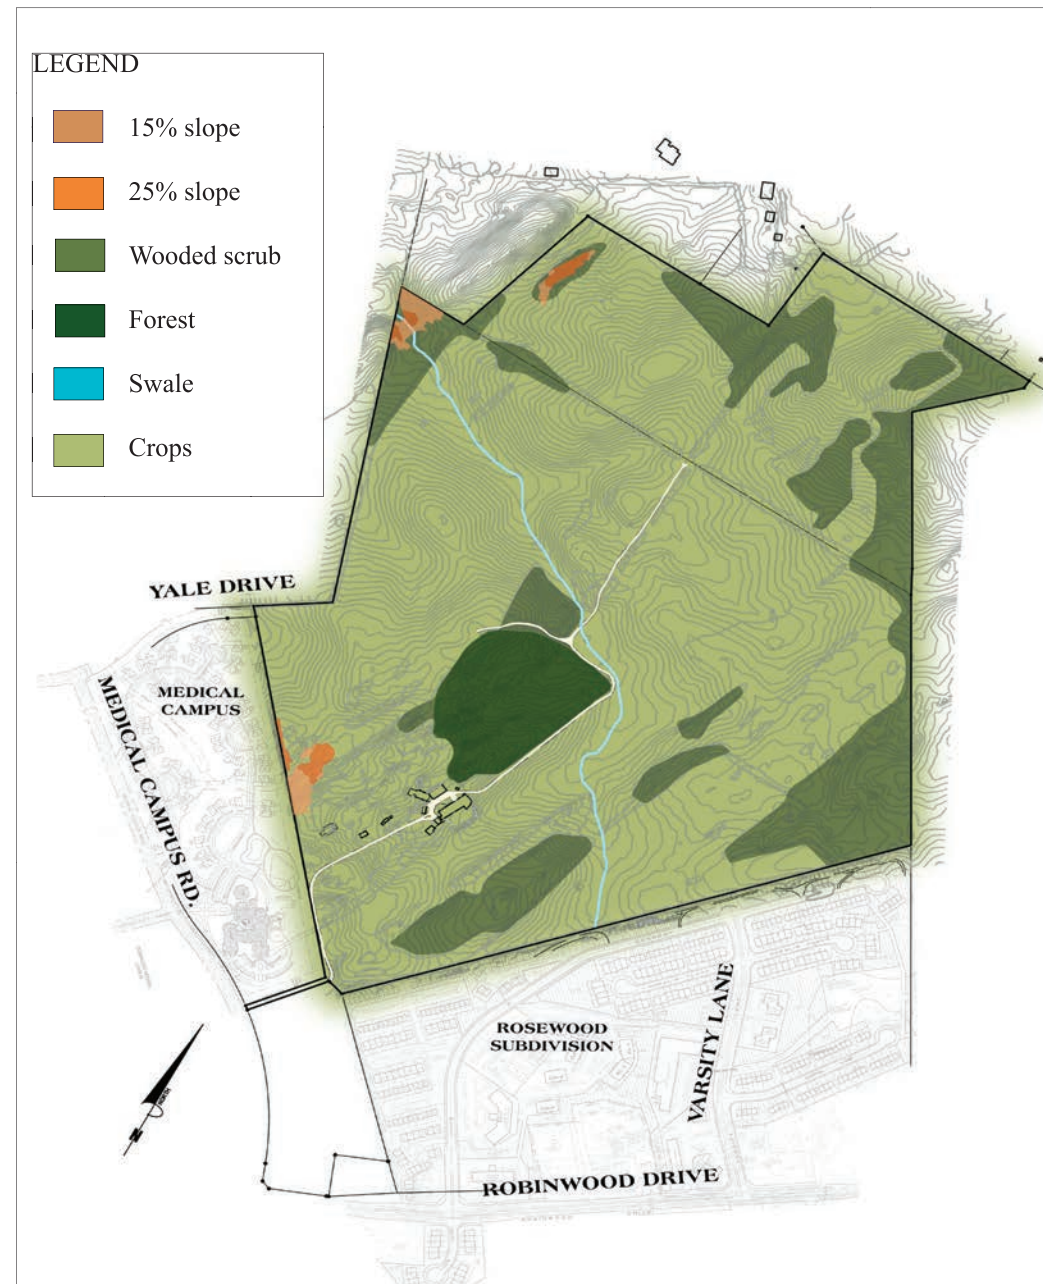 LEGEND
15% slope
25% slope
Wooded scrub
Forest
Swale
Crops
YALE DRIVE
MEDICAL
CAMPUS
MEDICAL CAMPUS RD.
ROSEWOOD
SUBDIVISION
VARSITY LANE
NORTH
N
ROBINWOOD DRIVE